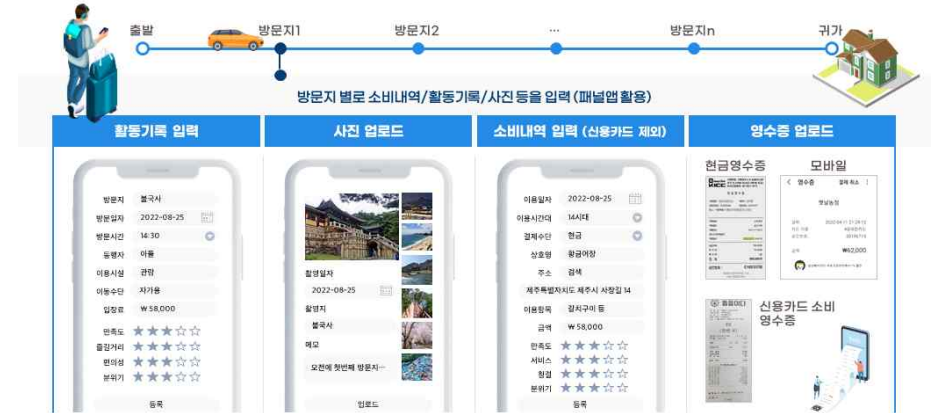 출발
방문지1
방문지2
...
방문지n
귀가
방문지 별로 소비내역/활동기록/사진 등을 입력 (패널앱 활용)
활동기록 입력
방문지 불국사
방문일자 2022-08-25
방문시간 14:30
동행자 아들
이용시설 관람
이동수단 자가용
입장료 ₩ 58,000
만족도 ★★★☆☆
즐길거리 ★★★☆☆
편의성 ★★★☆☆
분위기 ★★★☆☆
등록
사진 업로드
촬영일자
2022-08-25
촬영지
불국사
메모
오전에 첫번째 방문지…
업로드
소비내역 입력 (신용카드 제외)
이용일자 2022-08-25
이용시간대 14시대
결제수단 현금
상호명 황금어장
주소 검색
제주특별자치도 제주시 사장길 14
이용항목 갈치구이 등
금액 ₩ 58,000
만족도 ★★★☆☆
서비스 ★★★☆☆
청결 ★★★☆☆
분위기 ★★★☆☆
등록
영수증 업로드
현금영수증
모바일
영수증 결제 취소
옛날농장
₩62,000
신용카드 소비
영수증